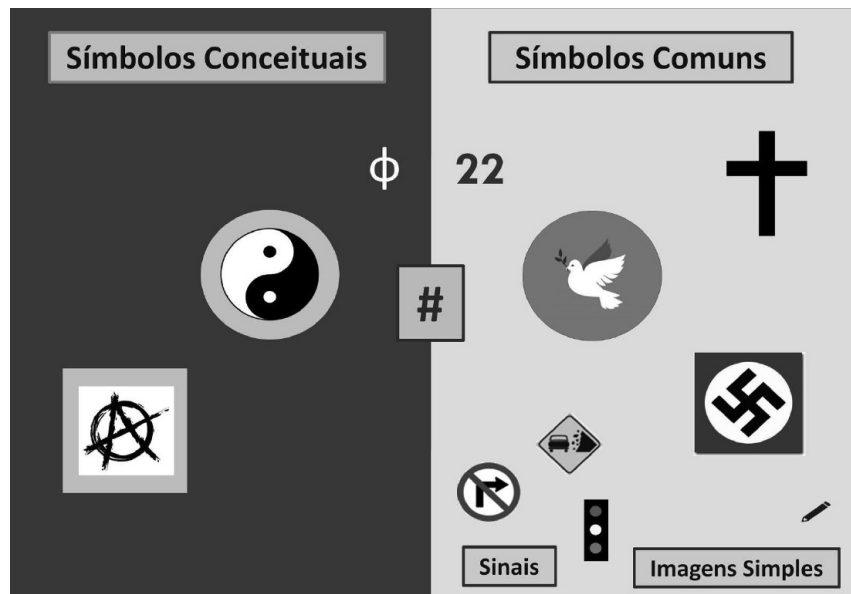 Símbolos Conceituais
Símbolos Comuns
ф 22
#
Sinais
Imagens Simples